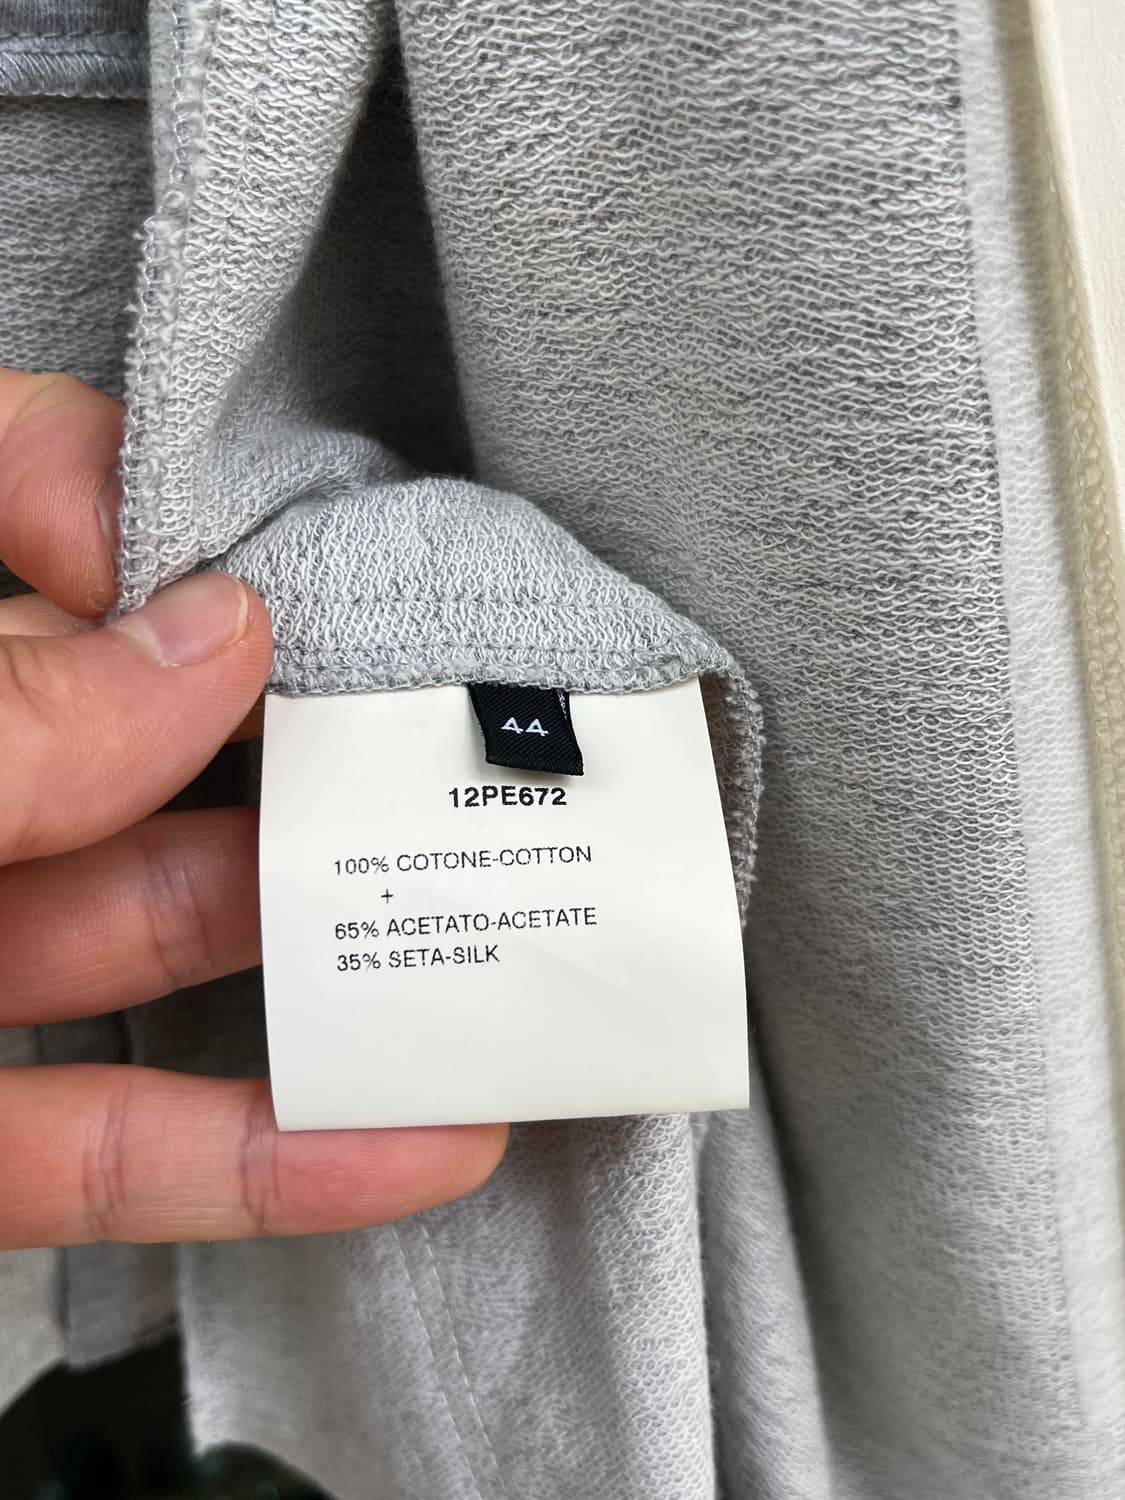 44
12PE672
100% COTONE-COTTON
+
65% ACETATO-ACETATE
35% SETA-SILK